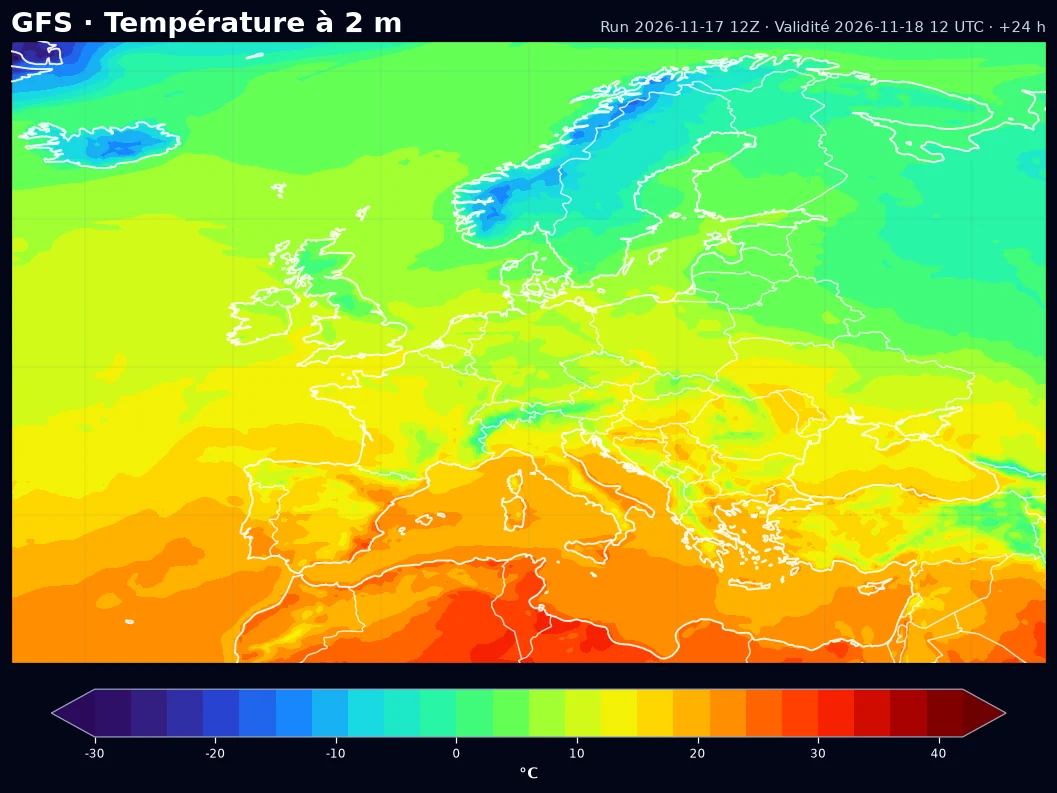 GFS · Température à 2 m
Run 2026-11-17 12Z · Validité 2026-11-18 12 UTC · +24 h
-30 -20 -10 0 10 20 30 40
°C